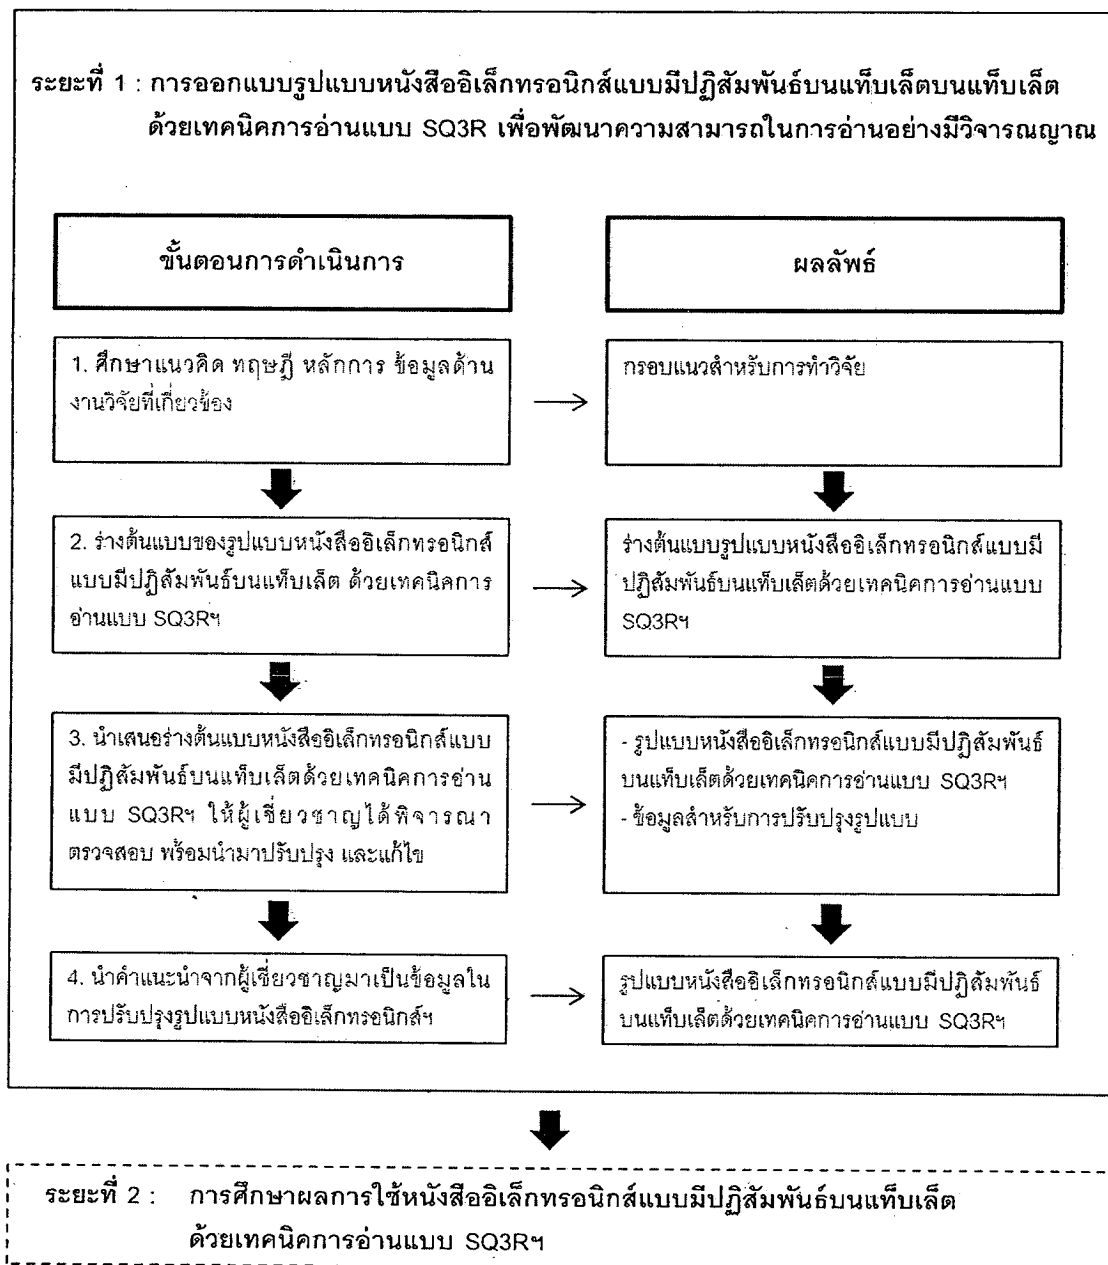 ระยะที่ 1 : การออกแบบรูปแบบหนังสืออิเล็กทรอนิกส์แบบมีปฏิสัมพันธ์บนแท็บเล็ตบนแท็บเล็ต
ด้วยเทคนิคการอ่านแบบ SQ3R เพื่อพัฒนาความสามารถในการอ่านอย่างมีวิจารณญาณ
ขั้นตอนการดำเนินการ
ผลลัพธ์
1. ศึกษาแนวคิด ทฤษฎี หลักการ ข้อมูลด้าน
งานวิจัยที่เกี่ยวข้อง
กรอบแนวสำหรับการทำวิจัย
2. ร่างต้นแบบของรูปแบบหนังสืออิเล็กทรอนิกส์
แบบมีปฏิสัมพันธ์บนแท็บเล็ต ด้วยเทคนิคการ
อ่านแบบ SQ3Rฯ
ร่างต้นแบบรูปแบบหนังสืออิเล็กทรอนิกส์แบบมี
ปฏิสัมพันธ์บนแท็บเล็ตด้วยเทคนิคการอ่านแบบ
SQ3Rฯ
3. นำเสนอร่างต้นแบบหนังสืออิเล็กทรอนิกส์แบบ
มีปฏิสัมพันธ์บนแท็บเล็ตด้วยเทคนิคการอ่าน
แบบ SQ3Rฯ ให้ผู้เชี่ยวชาญได้พิจารณา
ตรวจสอบ พร้อมนำมาปรับปรุง และแก้ไข
- รูปแบบหนังสืออิเล็กทรอนิกส์แบบมีปฏิสัมพันธ์
บนแท็บเล็ตด้วยเทคนิคการอ่านแบบ SQ3Rฯ
- ข้อมูลสำหรับการปรับปรุงรูปแบบ
4. นำคำแนะนำจากผู้เชี่ยวชาญมาเป็นข้อมูลใน
การปรับปรุงรูปแบบหนังสืออิเล็กทรอนิกส์ฯ
รูปแบบหนังสืออิเล็กทรอนิกส์แบบมีปฏิสัมพันธ์
บนแท็บเล็ตด้วยเทคนิคการอ่านแบบ SQ3Rฯ
ระยะที่ 2 : การศึกษาผลการใช้หนังสืออิเล็กทรอนิกส์แบบมีปฏิสัมพันธ์บนแท็บเล็ต
ด้วยเทคนิคการอ่านแบบ SQ3Rฯ